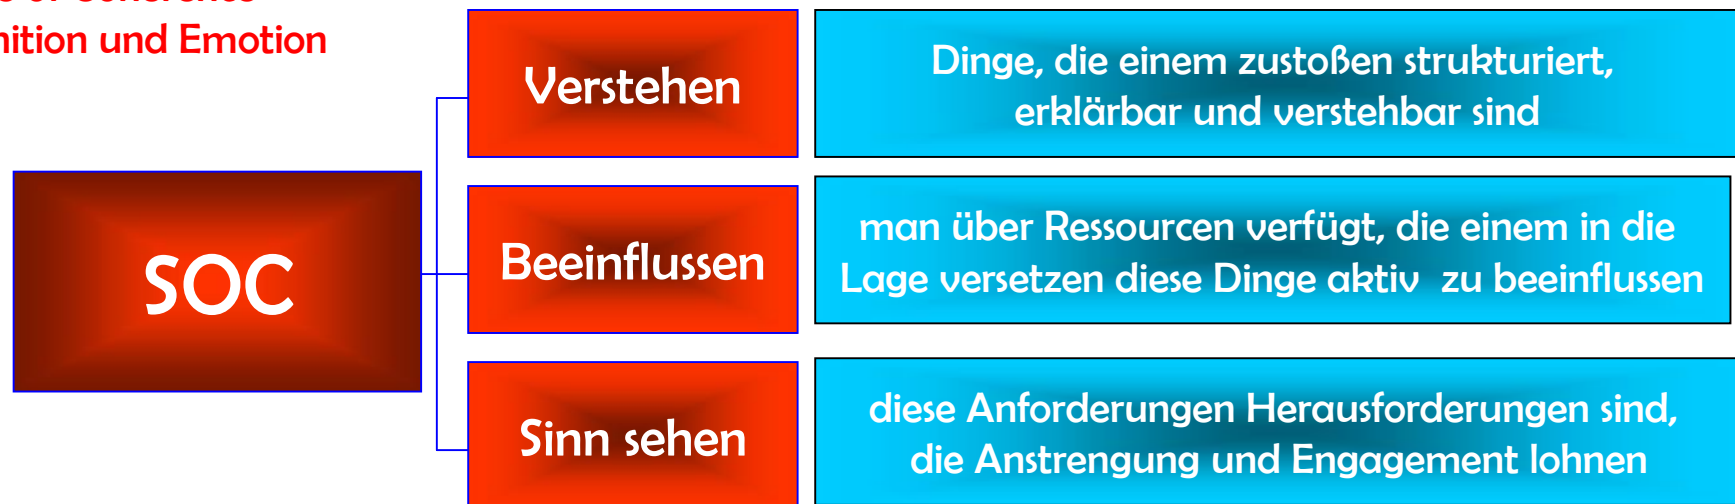 und Emotion
SOC
Verstehen
Dinge, die einem zustoßen strukturiert,
erklärbar und verstehbar sind
Beeinflussen
man über Ressourcen verfügt, die einem in die
Lage versetzen diese Dinge aktiv zu beeinflussen
Sinn sehen
diese Anforderungen Herausforderungen sind,
die Anstrengung und Engagement lohnen